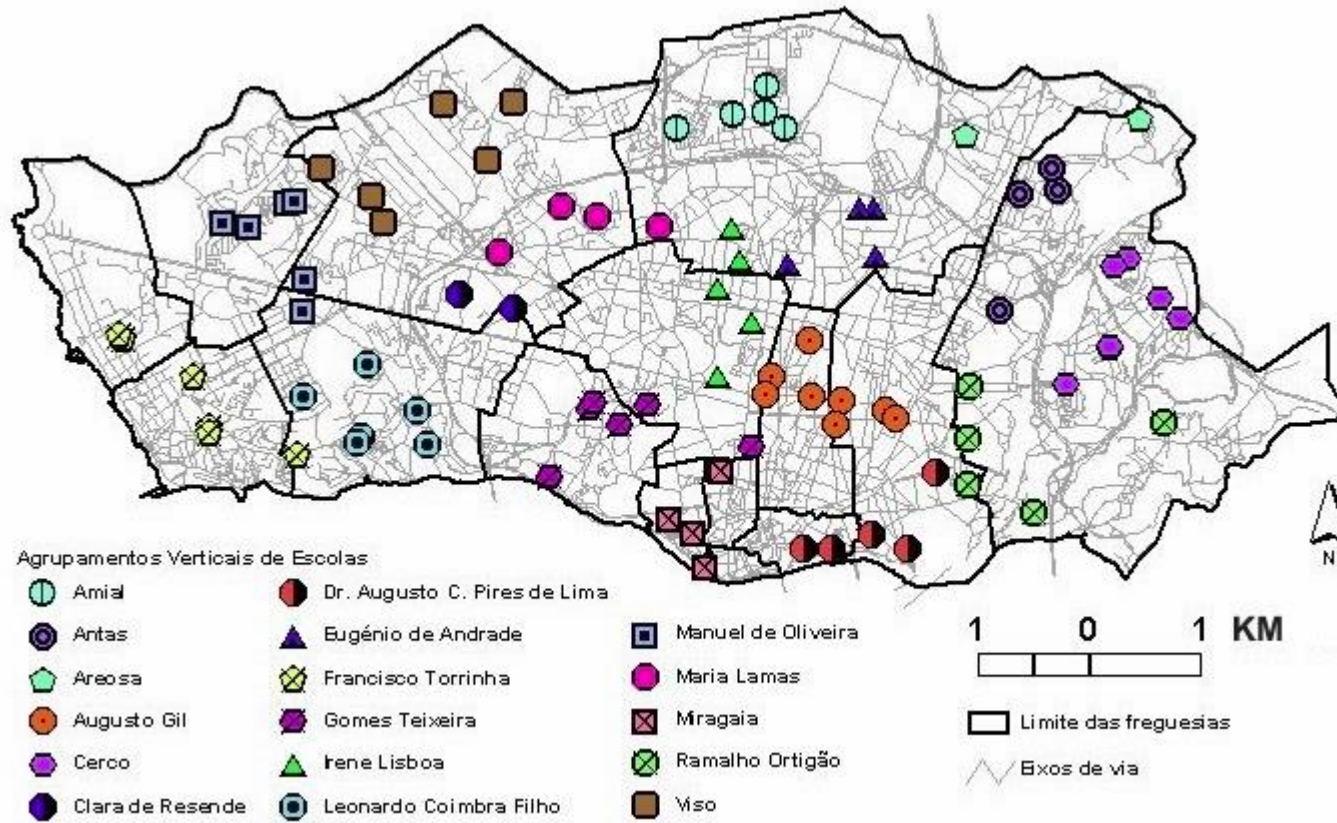 N
Agrupamentos Verticais de Escolas
Amial
Antas
Areosa
Augusto Gil
Cerco
Clara de Resende
Dr. Augusto C. Pires de Lima
Eugénio de Andrade
Francisco Torrinha
Gomes Teixeira
Irene Lisboa
Leonardo Coimbra Filho
Manuel de Oliveira
Maria Lamas
Miragaia
Ramalho Ortigão
Viso
1 0 1 KM
Limite das freguesias
Eixos de via